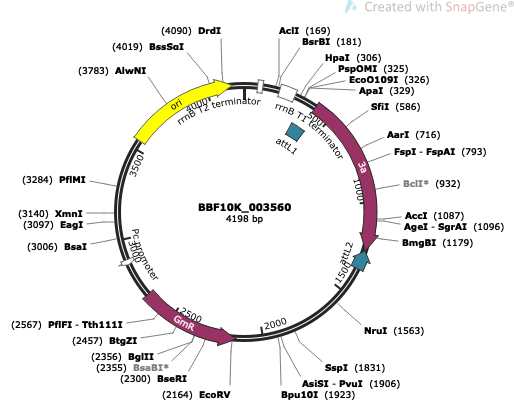 Created with SnapGene®
(4090) DrdI
(4019) BssSαI
(3783) AlwNI
AclI (169)
BsrBI (181)
HpaI (306)
PspOMI (325)
EcoO109I (326)
ApaI (329)
SfiI (586)
AarI (716)
FspI - FspAI (793)
BclI* (932)
AccI (1087)
AgeI - SgrAI (1096)
BmgBI (1179)
NruI (1563)
SspI (1831)
AsiSI - PvuI (1906)
Bpu10I (1923)
(2164) EcoRV
(2300) BseRI
(2355) BsaBI*
(2356) BglII
(2457) BtgZI
(2567) PflFI - Tth111I
(3006) BsaI
(3097) EagI
(3140) XmnI
(3284) PflMI
ori
rrnB T2 terminator
rrnB T1 terminator
attL1
3a
attL2
GmR
Pc promoter
500
1000
1500
2000
2500
3000
3500
4000
BBF10K_003560
4198 bp